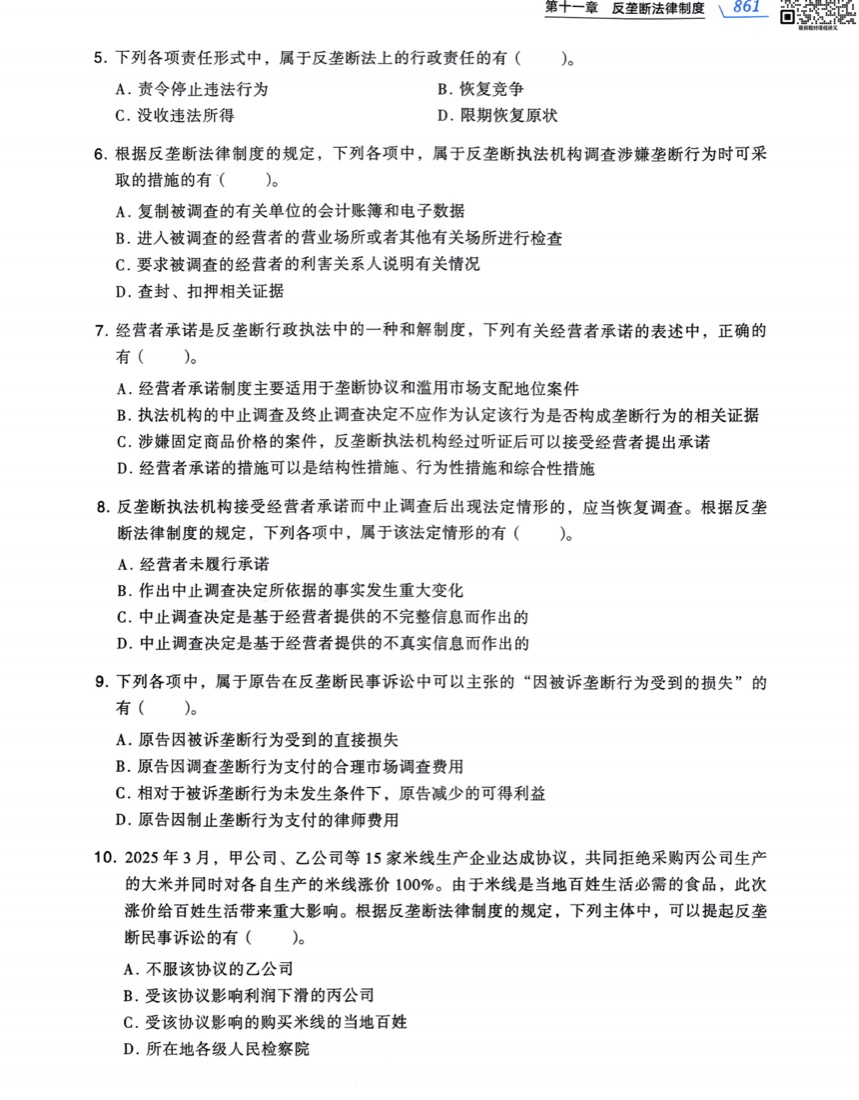 第十一章 反垄断法律制度 861
5. 下列各项责任形式中，属于反垄断法上的行政责任的有（ ）。
A. 责令停止违法行为 B. 恢复竞争
C. 没收违法所得 D. 限期恢复原状
6. 根据反垄断法律制度的规定，下列各项中，属于反垄断执法机构调查涉嫌垄断行为时可采
取的措施的有（ ）。
A. 复制被调查的有关单位的会计账簿和电子数据
B. 进入被调查的经营者的营业场所或者其他有关场所进行检查
C. 要求被调查的经营者的利害关系人说明有关情况
D. 查封、扣押相关证据
7. 经营者承诺是反垄断行政执法中的一种和解制度，下列有关经营者承诺的表述中，正确的
有（ ）。
A. 经营者承诺制度主要适用于垄断协议和滥用市场支配地位案件
B. 执法机构的中止调查及终止调查决定不应作为认定该行为是否构成垄断行为的相关证据
C. 涉嫌固定商品价格的案件，反垄断执法机构经过听证后可以接受经营者提出承诺
D. 经营者承诺的措施可以是结构性措施、行为性措施和综合性措施
8. 反垄断执法机构接受经营者承诺而中止调查后出现法定情形的，应当恢复调查。根据反垄
断法律制度的规定，下列各项中，属于该法定情形的有（ ）。
A. 经营者未履行承诺
B. 作出中止调查决定所依据的事实发生重大变化
C. 中止调查决定是基于经营者提供的不完整信息而作出的
D. 中止调查决定是基于经营者提供的不真实信息而作出的
9. 下列各项中，属于原告在反垄断民事诉讼中可以主张的“因被诉垄断行为受到的损失”的
有（ ）。
A. 原告因被诉垄断行为受到的直接损失
B. 原告因调查垄断行为支付的合理市场调查费用
C. 相对于被诉垄断行为未发生条件下，原告减少的可得利益
D. 原告因制止垄断行为支付的律师费用
10. 2025 年 3 月，甲公司、乙公司等 15 家米线生产企业达成协议，共同拒绝采购丙公司生产
的大米并同时对各自生产的米线涨价 100%。由于米线是当地百姓生活必需的食品，此次
涨价给百姓生活带来重大影响。根据反垄断法律制度的规定，下列主体中，可以提起反垄
断民事诉讼的有（ ）。
A. 不服该协议的乙公司
B. 受该协议影响利润下滑的丙公司
C. 受该协议影响的购买米线的当地百姓
D. 所在地各级人民检察院